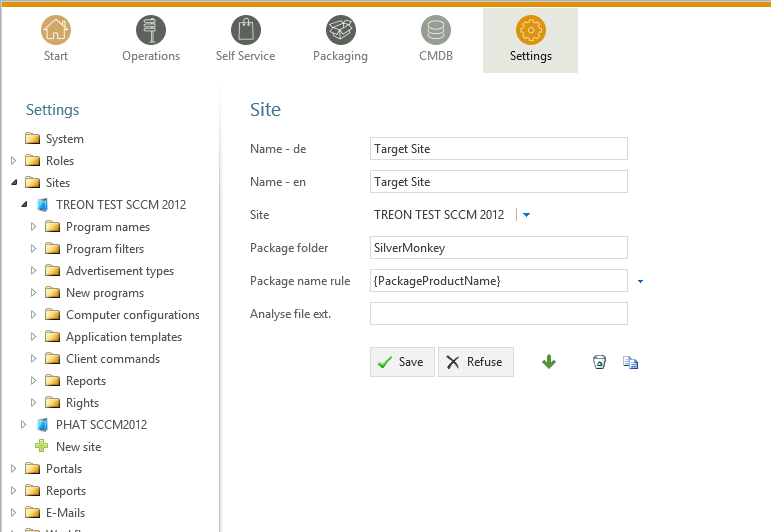 Start
Operations
Self Service
Packaging
CMDB
Settings
Settings
System
Roles
Sites
TREON TEST SCCM 2012
Program names
Program filters
Advertisement types
New programs
Computer configurations
Application templates
Client commands
Reports
Rights
PHAT SCCM2012
New site
Portals
Reports
E-Mails
Site
Name - de
Target Site
Name - en
Target Site
Site
TREON TEST SCCM 2012
Package folder
SilverMonkey
Package name rule
{PackageProductName}
Analyse file ext.
Save
Refuse